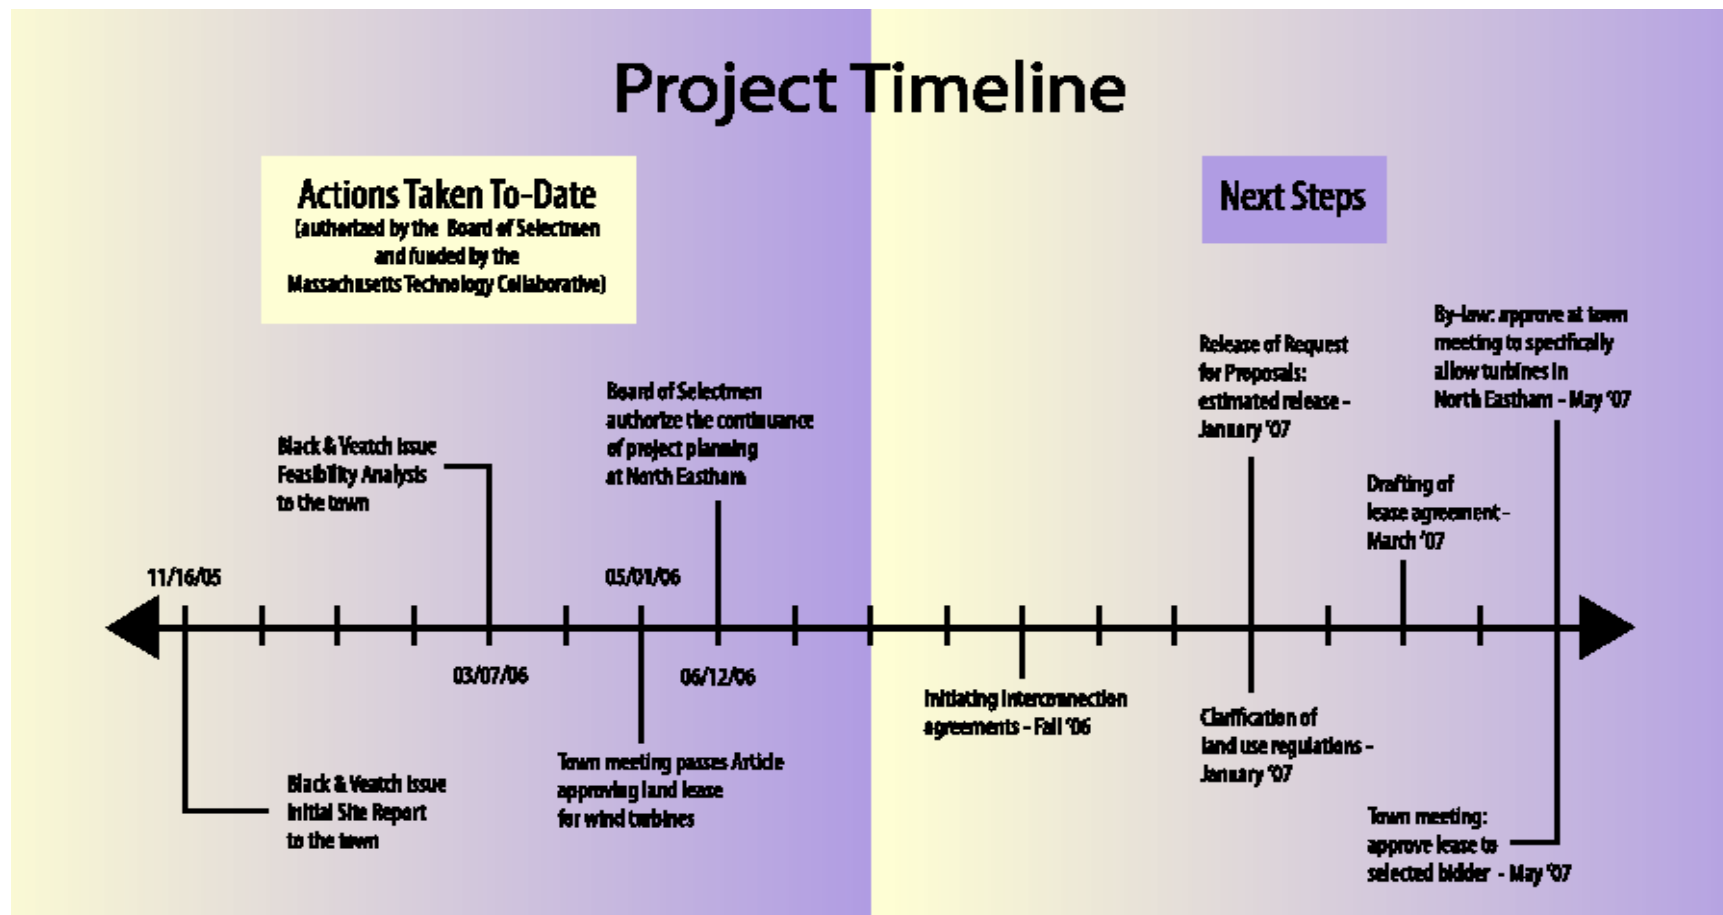 Project Timeline
Actions Taken To-Date
(authorized by the Board of Selectmen
and funded by the
Massachusetts Technology Collaborative)
Next Steps
Black & Veatch Issue
Feasibility Analysis
to the town
Board of Selectmen
authorize the continuance
of project planning
at North Eastham
Release of Request
for Proposals:
estimated release -
January '07
By-law: approve at town
meeting to specifically
allow turbines in
North Eastham - May '07
Drafting of
lease agreement -
March '07
11/16/05
05/01/06
03/07/06
06/12/06
Black & Veatch Issue
Initial Site Report
to the town
Town meeting passes Article
approving land lease
for wind turbines
Initiating Interconnection
agreements - Fall '06
Clariffication of
land use regulations -
January '07
Town meeting:
approve lease to
selected bidder - May '07